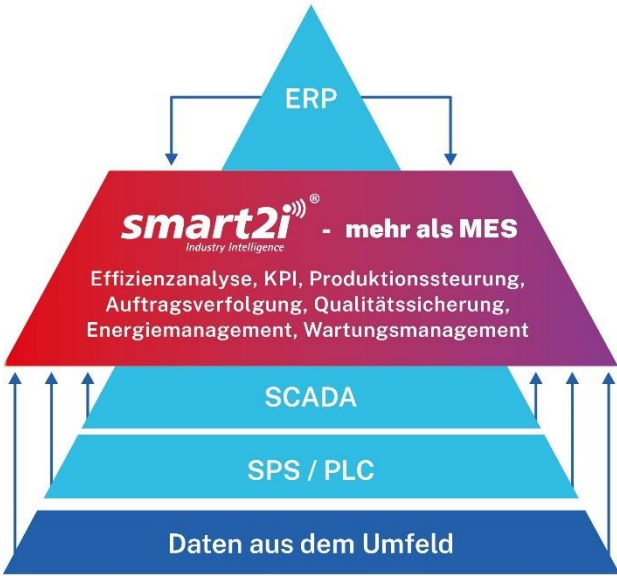 ERP
smart2i® - mehr als MES
Industry Intelligence
Effizienzanalyse, KPI, Produktionssteurung,
Auftragsverfolgung, Qualitätssicherung,
Energiemanagement, Wartungsmanagement
SCADA
SPS / PLC
Daten aus dem Umfeld